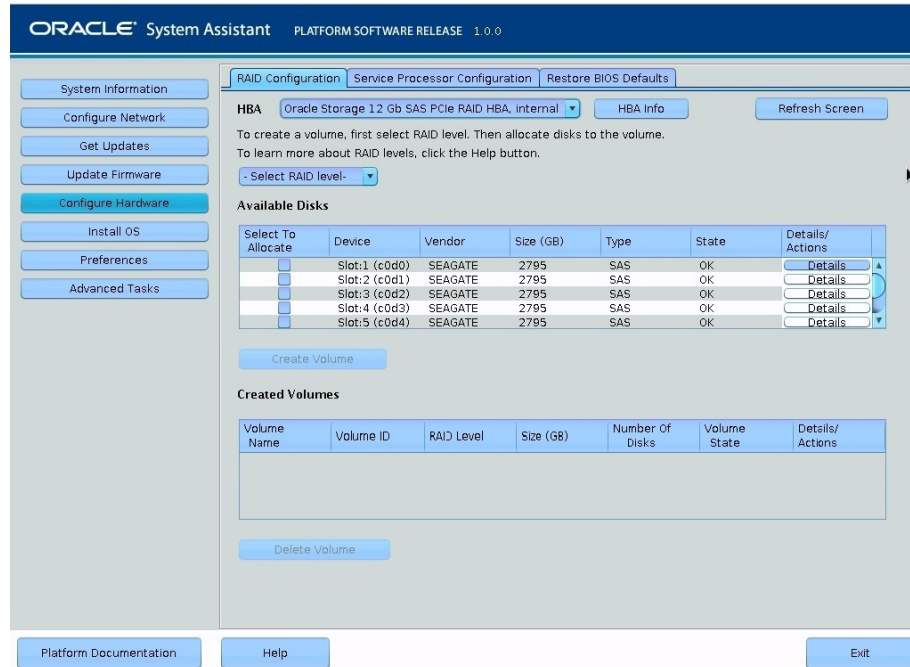 ORACLE® System Assistant PLATFORM SOFTWARE RELEASE 1.0.0
System Information
Configure Network
Get Updates
Update Firmware
Configure Hardware
Install OS
Preferences
Advanced Tasks
RAID Configuration Service Processor Configuration Restore BIOS Defaults
HBA Oracle Storage 12 Gb SAS PCIe RAID HBA, internal HBA Info Refresh Screen
To create a volume, first select RAID level. Then allocate disks to the volume.
To learn more about RAID levels, click the Help button.
- Select RAID level-
Available Disks
Select To Allocate Device Vendor Size (GB) Type State Details/ Actions
Slot:1 (c0d0) SEAGATE 2795 SAS OK Details
Slot:2 (c0d1) SEAGATE 2795 SAS OK Details
Slot:3 (c0d2) SEAGATE 2795 SAS OK Details
Slot:4 (c0d3) SEAGATE 2795 SAS OK Details
Slot:5 (c0d4) SEAGATE 2795 SAS OK Details
Create Volume
Created Volumes
Volume Name Volume ID RAID Level Size (GB) Number Of Disks Volume State Details/ Actions
Delete Volume
Platform Documentation Help Exit